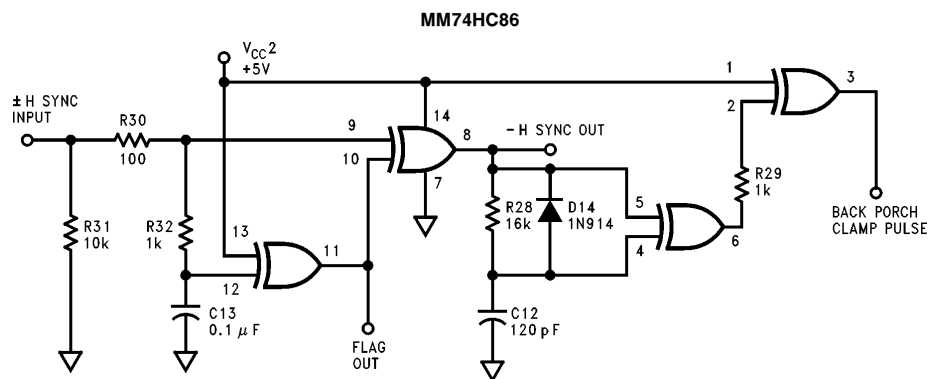 MM74HC86
V_CC 2
+5V
± H SYNC
INPUT
R30
100
R31
10k
R32
1k
C13
0.1 µF
13
12
11
FLAG
OUT
9
10
14
8
7
– H SYNC OUT
R28
16k
D14
1N914
C12
120 pF
5
4
6
R29
1k
1
2
3
BACK PORCH
CLAMP PULSE